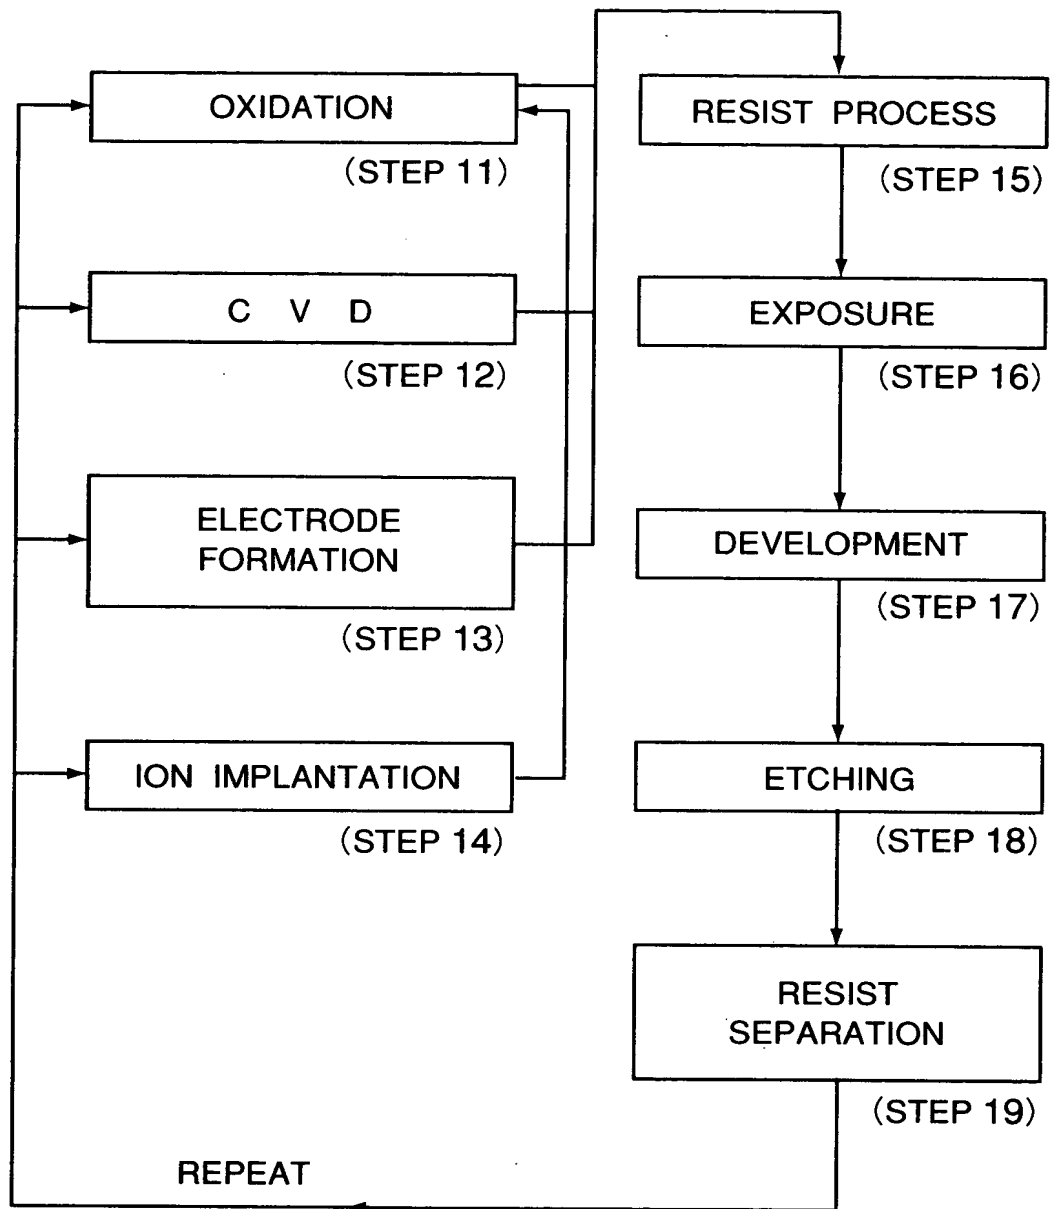 OXIDATION
(STEP 11)
C V D
(STEP 12)
ELECTRODE
FORMATION
(STEP 13)
ION IMPLANTATION
(STEP 14)
RESIST PROCESS
(STEP 15)
EXPOSURE
(STEP 16)
DEVELOPMENT
(STEP 17)
ETCHING
(STEP 18)
RESIST
SEPARATION
(STEP 19)
REPEAT